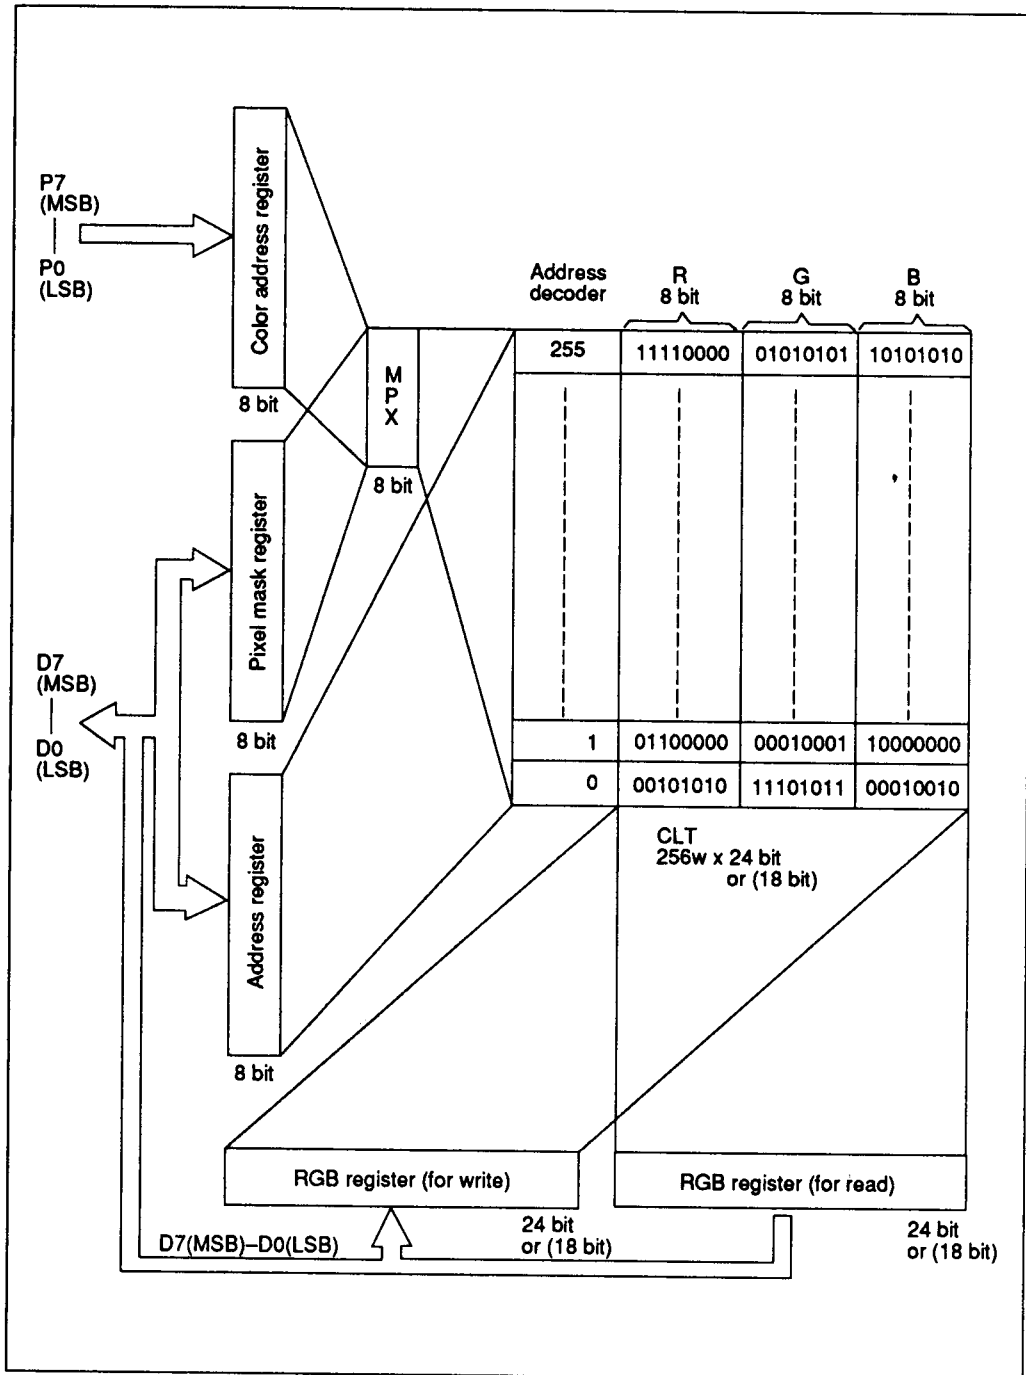 P7
(MSB)
P0
(LSB)
Color address register
8 bit
MPX
8 bit
Pixel mask register
8 bit
D7
(MSB)
D0
(LSB)
Address register
8 bit
Address
decoder
R
8 bit
G
8 bit
B
8 bit
255 11110000 01010101 10101010
1 01100000 00010001 10000000
0 00101010 11101011 00010010
CLT
256w x 24 bit
or (18 bit)
RGB register (for write)
24 bit
or (18 bit)
RGB register (for read)
24 bit
or (18 bit)
D7(MSB)–D0(LSB)